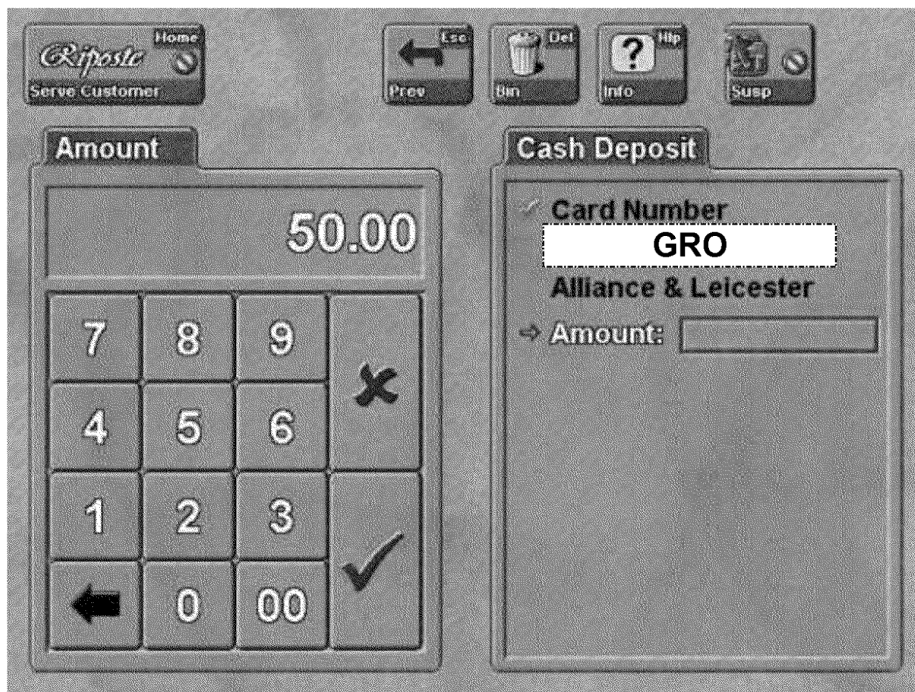 Riposte Home
Serve Customer
Esc
Prev
Del
Bin
Hlp
?
Info
Susp
Amount
50.00
7 8 9
4 5 6
1 2 3
0 00
Cash Deposit
Card Number
GRO
Alliance & Leicester
Amount: